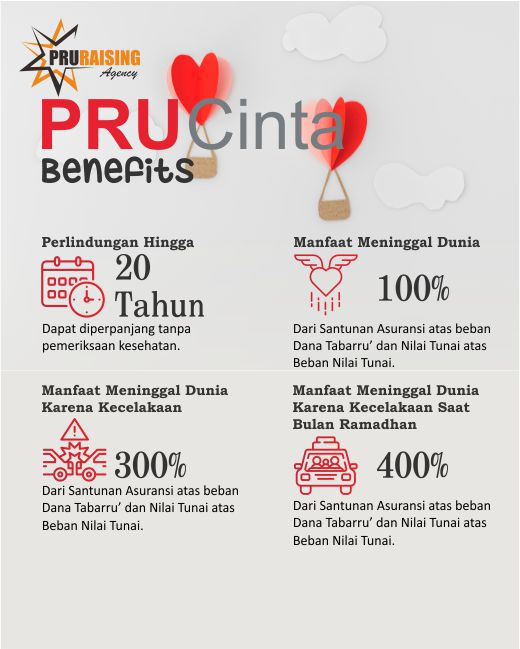 PRURAISING
Agency
PRUCinta
Benefits
Perlindungan Hingga
20
Tahun
Dapat diperpanjang tanpa
pemeriksaan kesehatan.
Manfaat Meninggal Dunia
100%
Dari Santunan Asuransi atas beban
Dana Tabarru’ dan Nilai Tunai atas
Beban Nilai Tunai.
Manfaat Meninggal Dunia
Karena Kecelakaan
300%
Dari Santunan Asuransi atas beban
Dana Tabarru’ dan Nilai Tunai atas
Beban Nilai Tunai.
Manfaat Meninggal Dunia
Karena Kecelakaan Saat
Bulan Ramadhan
400%
Dari Santunan Asuransi atas beban
Dana Tabarru’ dan Nilai Tunai atas
Beban Nilai Tunai.